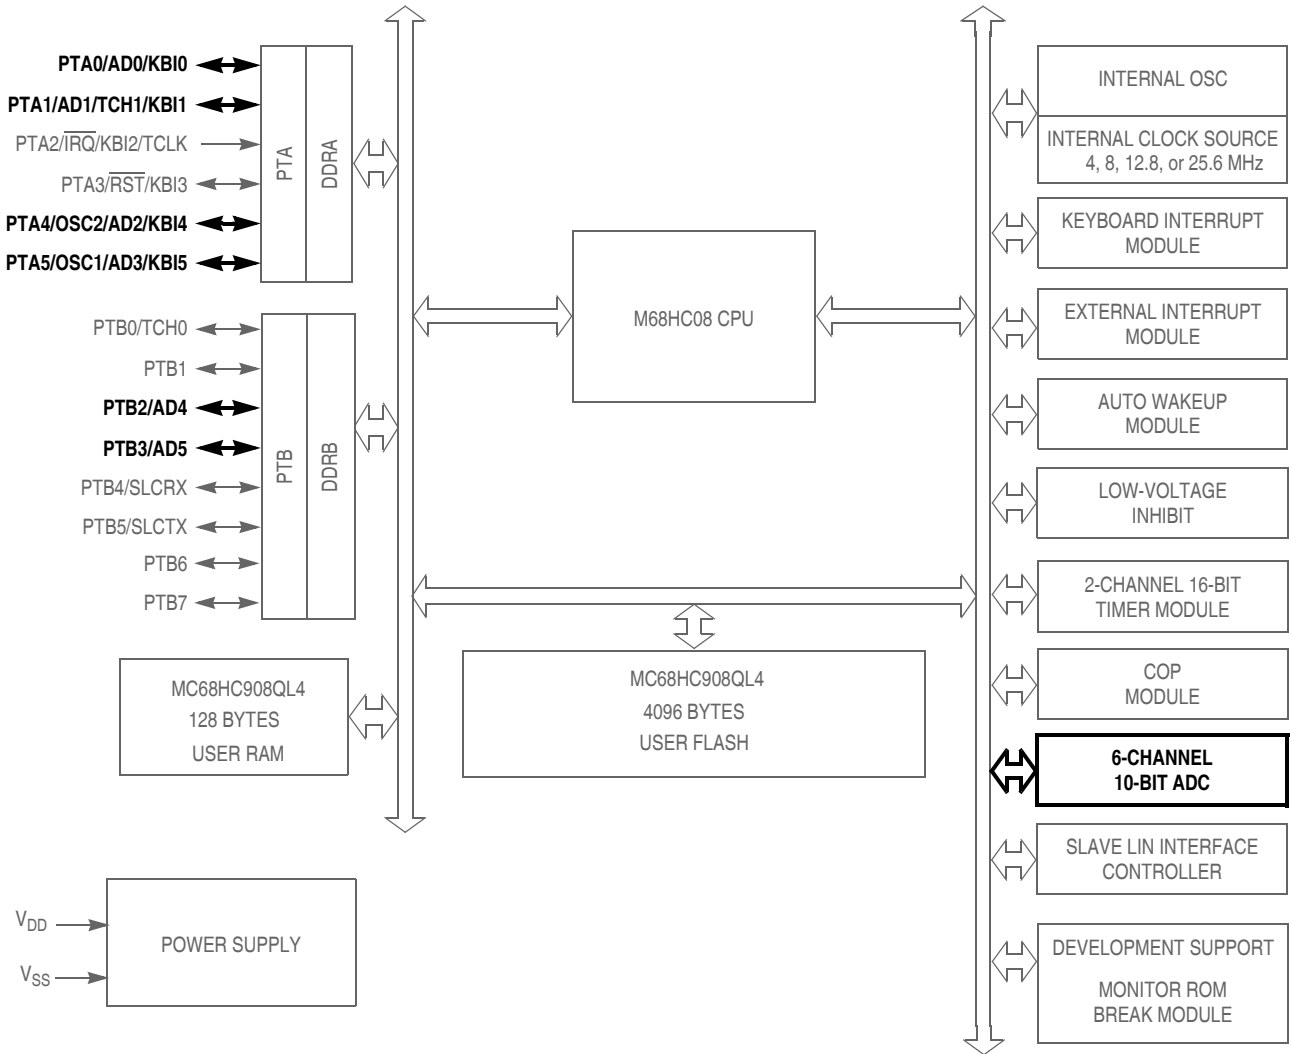 PTA0/AD0/KBI0
PTA1/AD1/TCH1/KBI1
PTA2/IRQ/KBI2/TCLK
PTA3/RST/KBI3
PTA4/OSC2/AD2/KBI4
PTA5/OSC1/AD3/KBI5
PTA
DDRA
PTB0/TCH0
PTB1
PTB2/AD4
PTB3/AD5
PTB4/SLCRX
PTB5/SLCTX
PTB6
PTB7
PTB
DDRB
M68HC08 CPU
MC68HC908QL4
128 BYTES
USER RAM
MC68HC908QL4
4096 BYTES
USER FLASH
VDD
VSS
POWER SUPPLY
INTERNAL OSC
INTERNAL CLOCK SOURCE
4, 8, 12.8, or 25.6 MHz
KEYBOARD INTERRUPT
MODULE
EXTERNAL INTERRUPT
MODULE
AUTO WAKEUP
MODULE
LOW-VOLTAGE
INHIBIT
2-CHANNEL 16-BIT
TIMER MODULE
COP
MODULE
6-CHANNEL
10-BIT ADC
SLAVE LIN INTERFACE
CONTROLLER
DEVELOPMENT SUPPORT
MONITOR ROM
BREAK MODULE